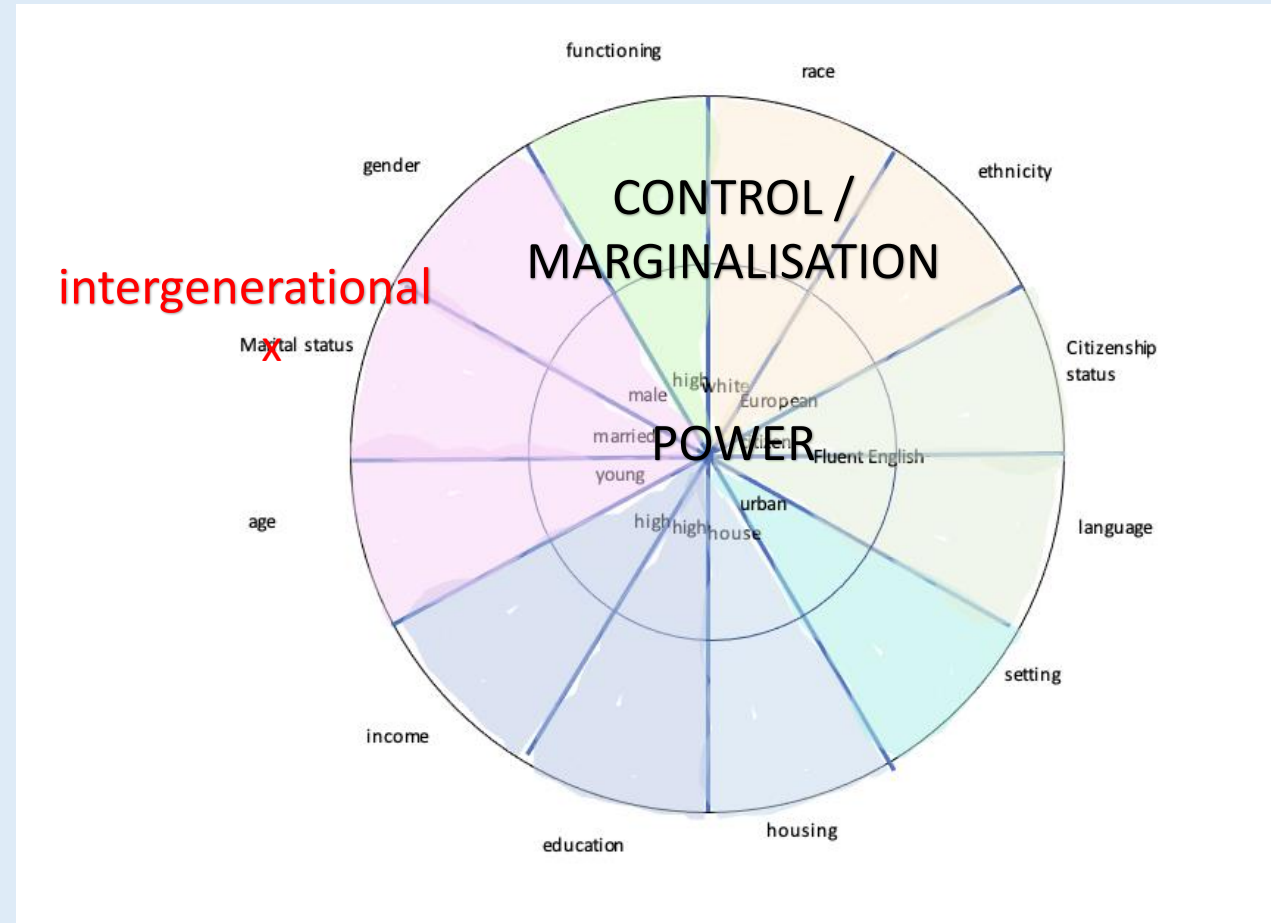 functioning
race
gender
ethnicity
CONTROL /
MARGINALISATION
intergenerational
Marital status
x
Citizenship
status
high
white
male
European
married
POWER
citizen
Fluent English
young
urban
high
high
house
age
language
setting
income
housing
education